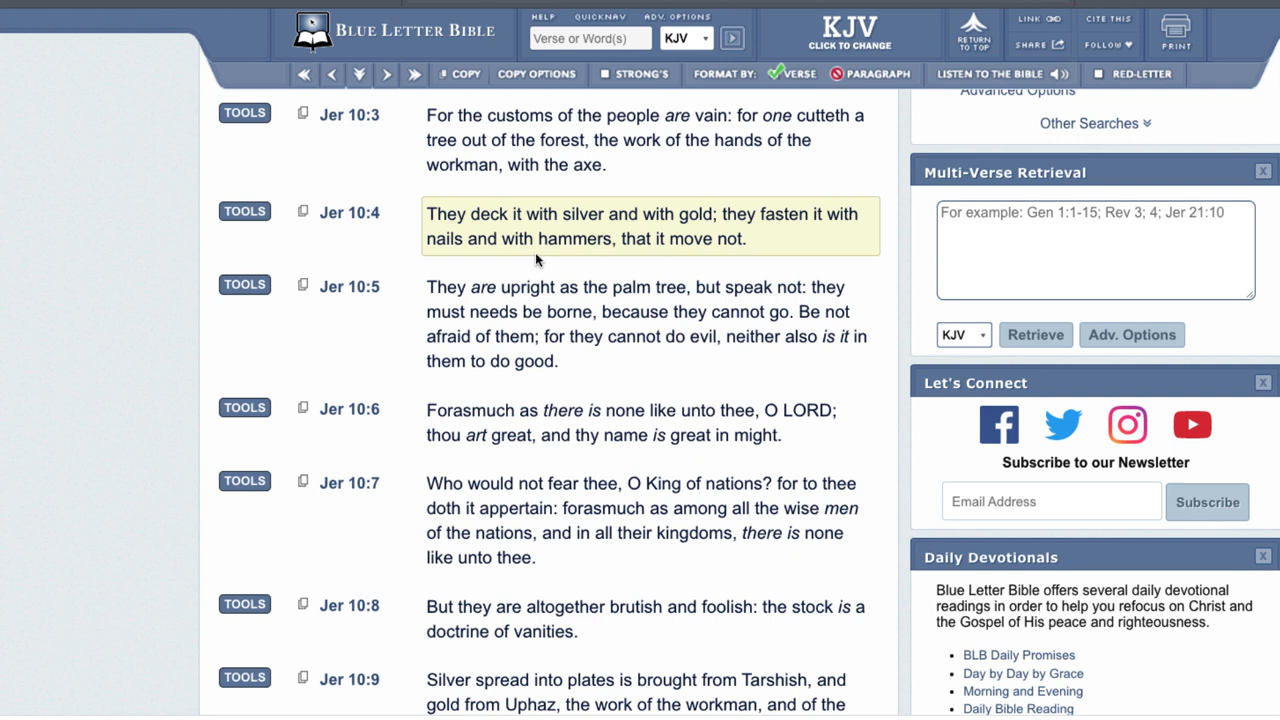 BLUE LETTER BIBLE
HELP QUICKNAV ADV. OPTIONS
Verse or Word(s)
KJV
KJV
CLICK TO CHANGE
RETURN
TO TOP
LINK
SHARE
CITE THIS
FOLLOW
PRINT
COPY COPY OPTIONS STRONG'S FORMAT BY: VERSE PARAGRAPH LISTEN TO THE BIBLE RED-LETTER
TOOLS
Jer 10:3
For the customs of the people are vain: for one cutteth a
tree out of the forest, the work of the hands of the
workman, with the axe.
TOOLS
Jer 10:4
They deck it with silver and with gold; they fasten it with
nails and with hammers, that it move not.
TOOLS
Jer 10:5
They are upright as the palm tree, but speak not: they
must needs be borne, because they cannot go. Be not
afraid of them; for they cannot do evil, neither also is it in
them to do good.
TOOLS
Jer 10:6
Forasmuch as there is none like unto thee, O LORD;
thou art great, and thy name is great in might.
TOOLS
Jer 10:7
Who would not fear thee, O King of nations? for to thee
doth it appertain: forasmuch as among all the wise men
of the nations, and in all their kingdoms, there is none
like unto thee.
TOOLS
Jer 10:8
But they are altogether brutish and foolish: the stock is a
doctrine of vanities.
TOOLS
Jer 10:9
Silver spread into plates is brought from Tarshish, and
gold from Uphaz, the work of the workman, and of the
Advanced Options
Other Searches
Multi-Verse Retrieval
X
For example: Gen 1:1-15; Rev 3; 4; Jer 21:10
KJV
Retrieve
Adv. Options
Let's Connect
X
Subscribe to our Newsletter
Email Address
Subscribe
Daily Devotionals
X
Blue Letter Bible offers several daily devotional
readings in order to help you refocus on Christ and
the Gospel of His peace and righteousness.
• BLB Daily Promises
• Day by Day by Grace
• Morning and Evening
• Daily Bible Reading